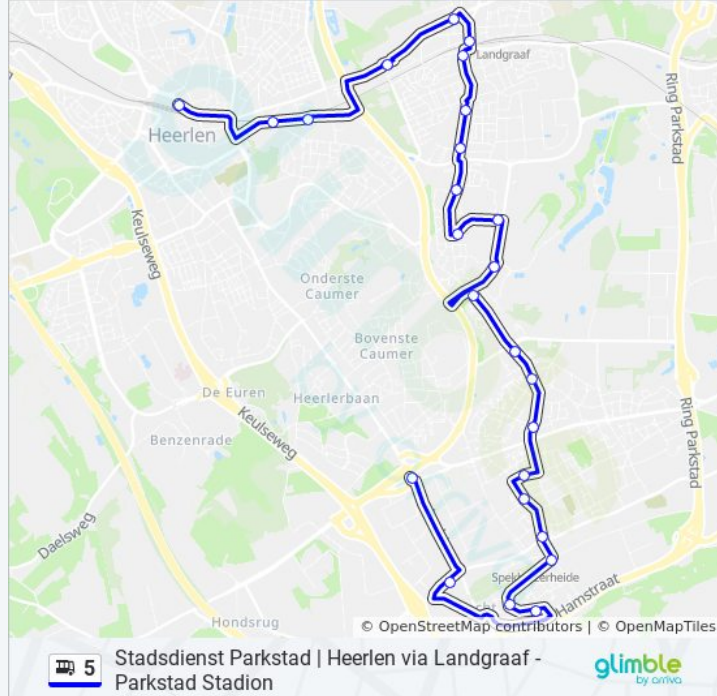 Landgraaf
Ring Parkstad
Heerlen
Keulseweg
Onderste
Caumer
Bovenste
Caumer
De Euren
Heerlerbaan
Keulseweg
Ring Parkstad
Benzenrade
Daelsweg
Hamstraat
Hondsrug
© OpenStreetMap contributors | © OpenMapTiles
5 Stadsdienst Parkstad | Heerlen via Landgraaf -
Parkstad Stadion
glimble
by arriva